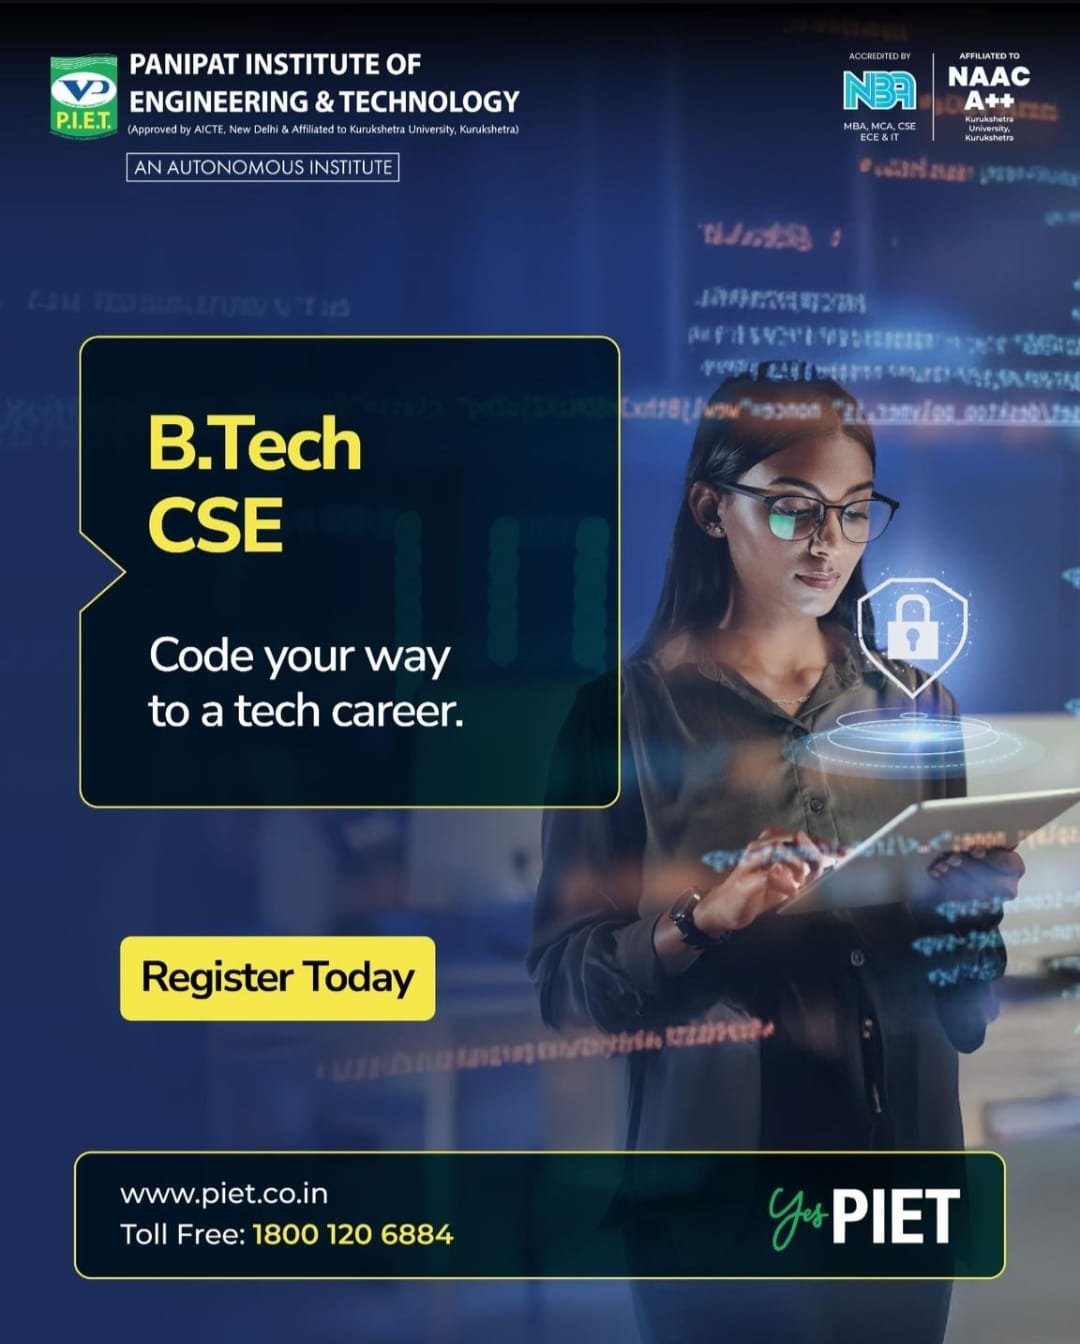 PANIPAT INSTITUTE OF
ENGINEERING & TECHNOLOGY
(Approved by AICTE, New Delhi & Affiliated to Kurukshetra University, Kurukshetra)
AN AUTONOMOUS INSTITUTE
VP
P.I.E.T.
ACCREDITED BY
NBA
MBA, MCA, CSE
ECE & IT
AFFILIATED TO
NAAC
A++
Kurukshetra
University,
Kurukshetra
B.Tech
CSE
Code your way
to a tech career.
Register Today
www.piet.co.in
Toll Free: 1800 120 6884
Yes PIET